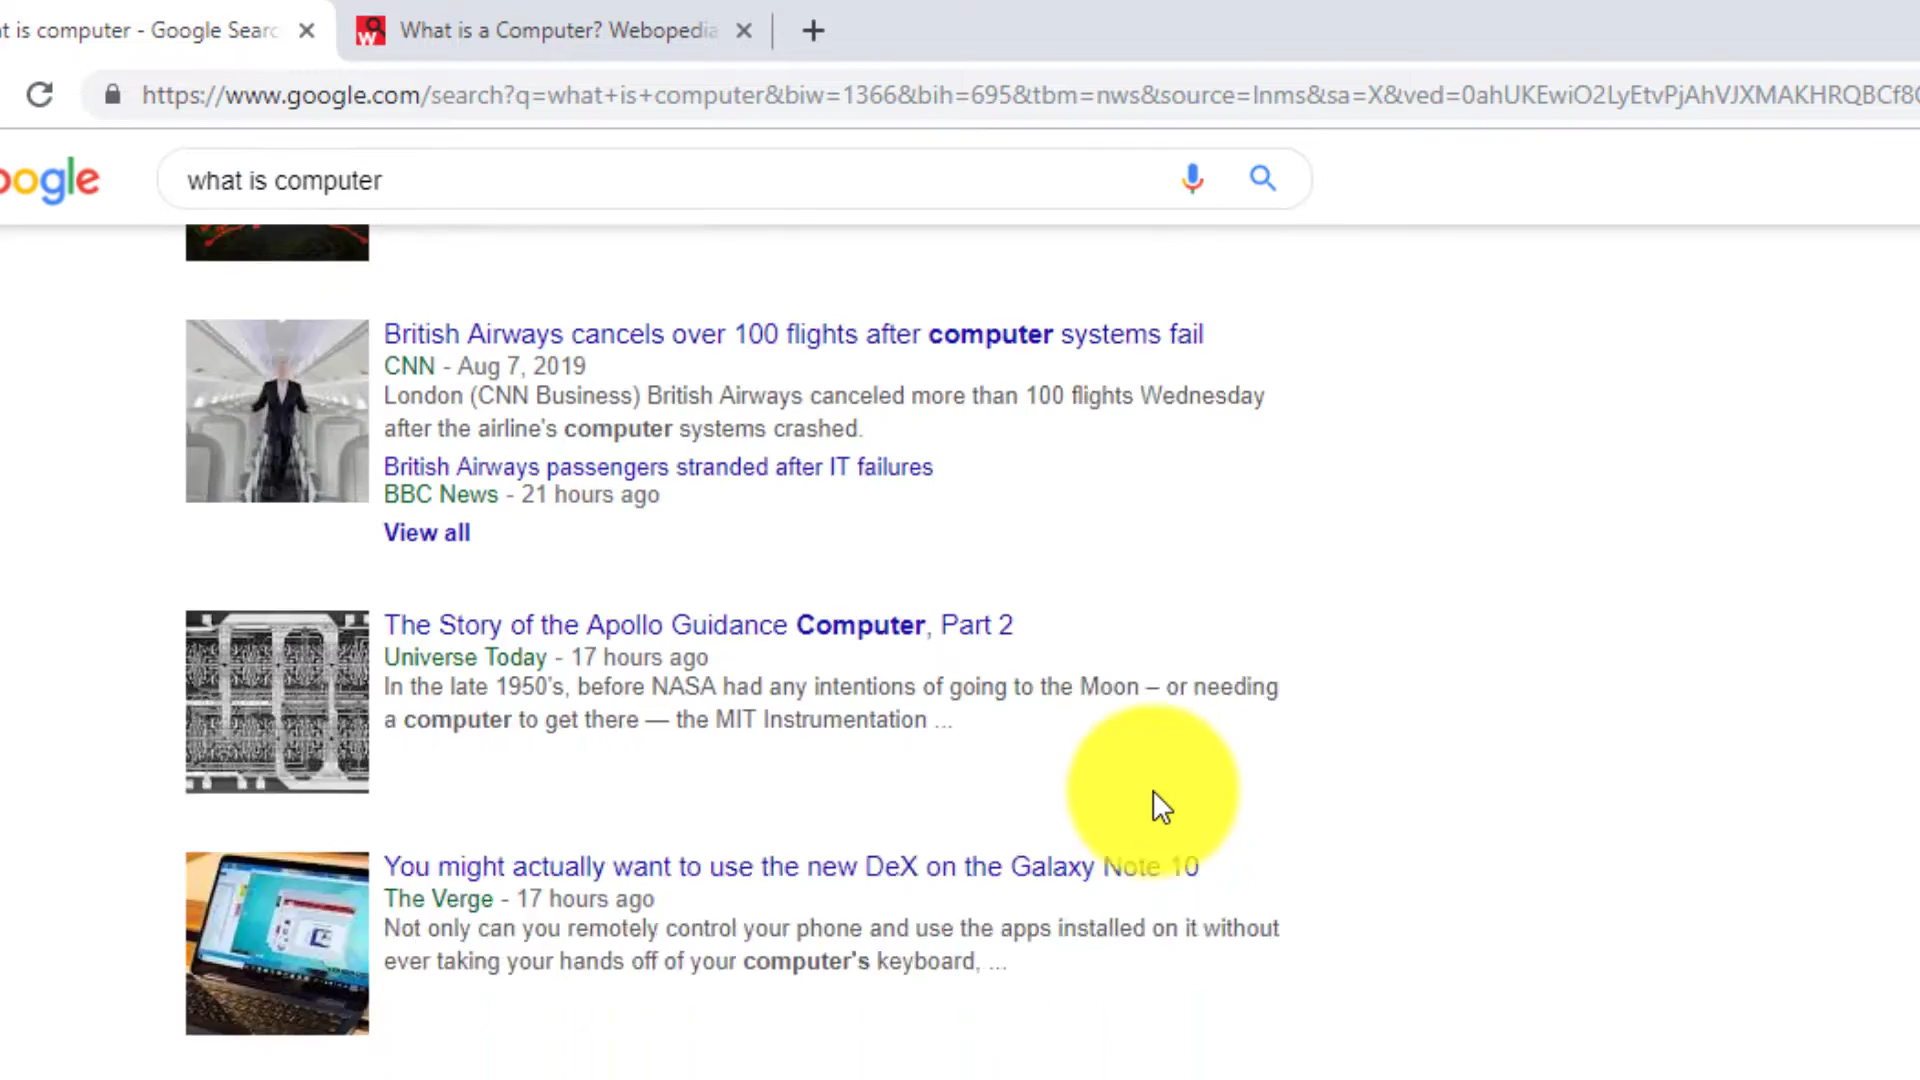 t is computer - Google Searc
What is a Computer? Webopedia
https://www.google.com/search?q=what+is+computer&biw=1366&bih=695&tbm=nws&source=lnms&sa=X&ved=0ahUKEwiO2LyEtvPjAhVJXMAKHRQBCf8
oogle
what is computer
British Airways cancels over 100 flights after computer systems fail
CNN - Aug 7, 2019
London (CNN Business) British Airways canceled more than 100 flights Wednesday
after the airline's computer systems crashed.
British Airways passengers stranded after IT failures
BBC News - 21 hours ago
View all
The Story of the Apollo Guidance Computer, Part 2
Universe Today - 17 hours ago
In the late 1950's, before NASA had any intentions of going to the Moon – or needing
a computer to get there — the MIT Instrumentation ...
You might actually want to use the new DeX on the Galaxy Note 10
The Verge - 17 hours ago
Not only can you remotely control your phone and use the apps installed on it without
ever taking your hands off of your computer's keyboard, ...